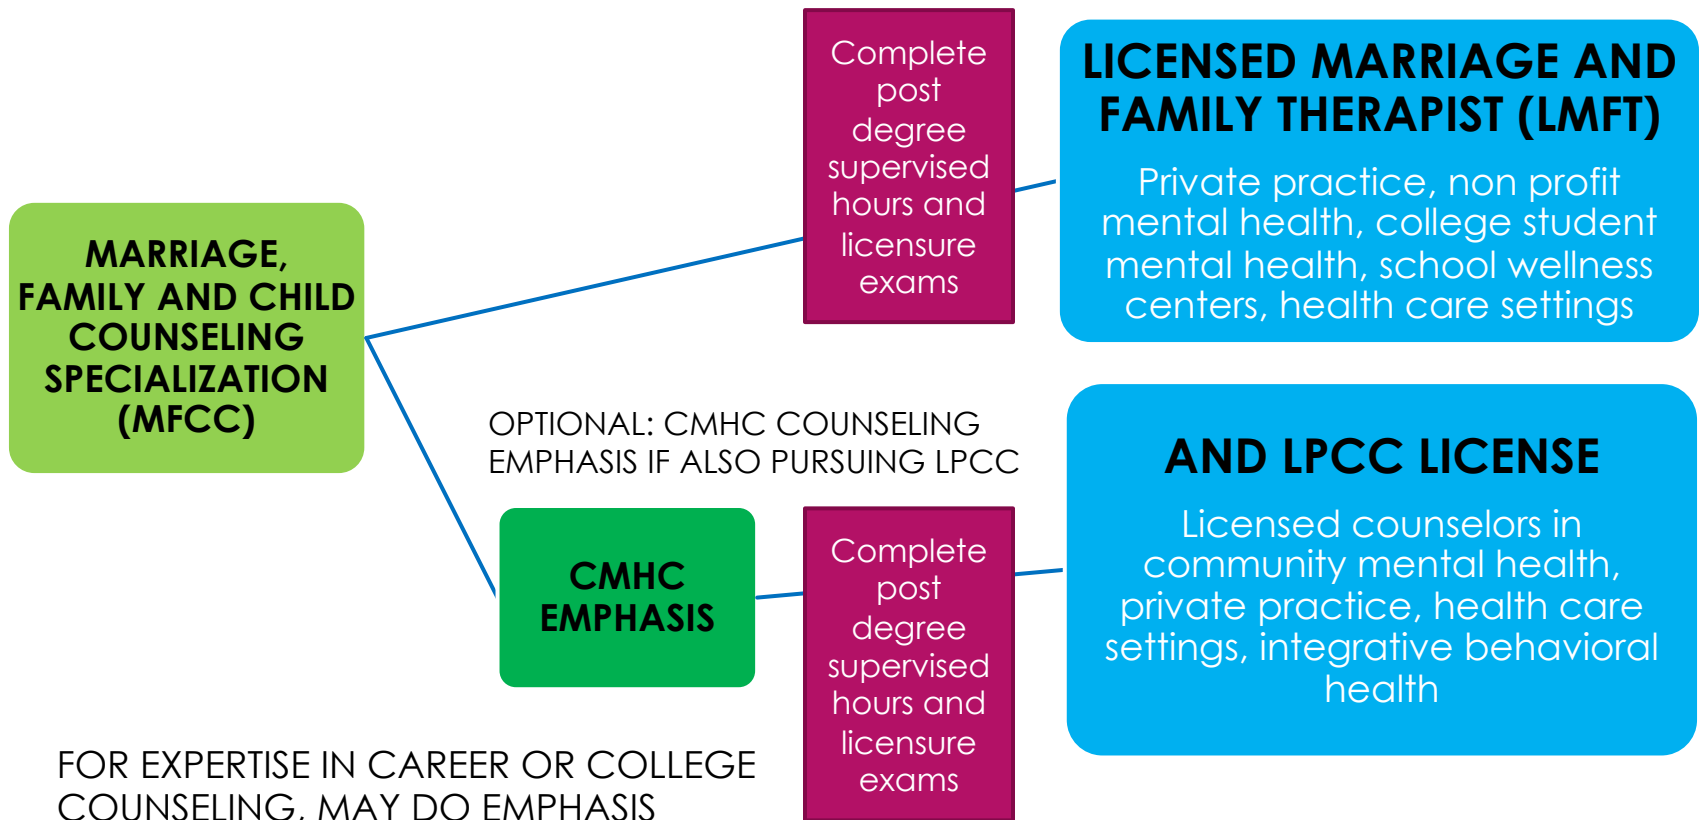 MARRIAGE,
FAMILY AND CHILD
COUNSELING
SPECIALIZATION
(MFCC)
Complete
post
degree
supervised
hours and
licensure
exams
LICENSED MARRIAGE AND
FAMILY THERAPIST (LMFT)
Private practice, non profit
mental health, college student
mental health, school wellness
centers, health care settings
OPTIONAL: CMHC COUNSELING
EMPHASIS IF ALSO PURSUING LPCC
CMHC
EMPHASIS
Complete
post
degree
supervised
hours and
licensure
exams
AND LPCC LICENSE
Licensed counselors in
community mental health,
private practice, health care
settings, integrative behavioral
health
FOR EXPERTISE IN CAREER OR COLLEGE
COUNSELING, MAY DO EMPHASIS